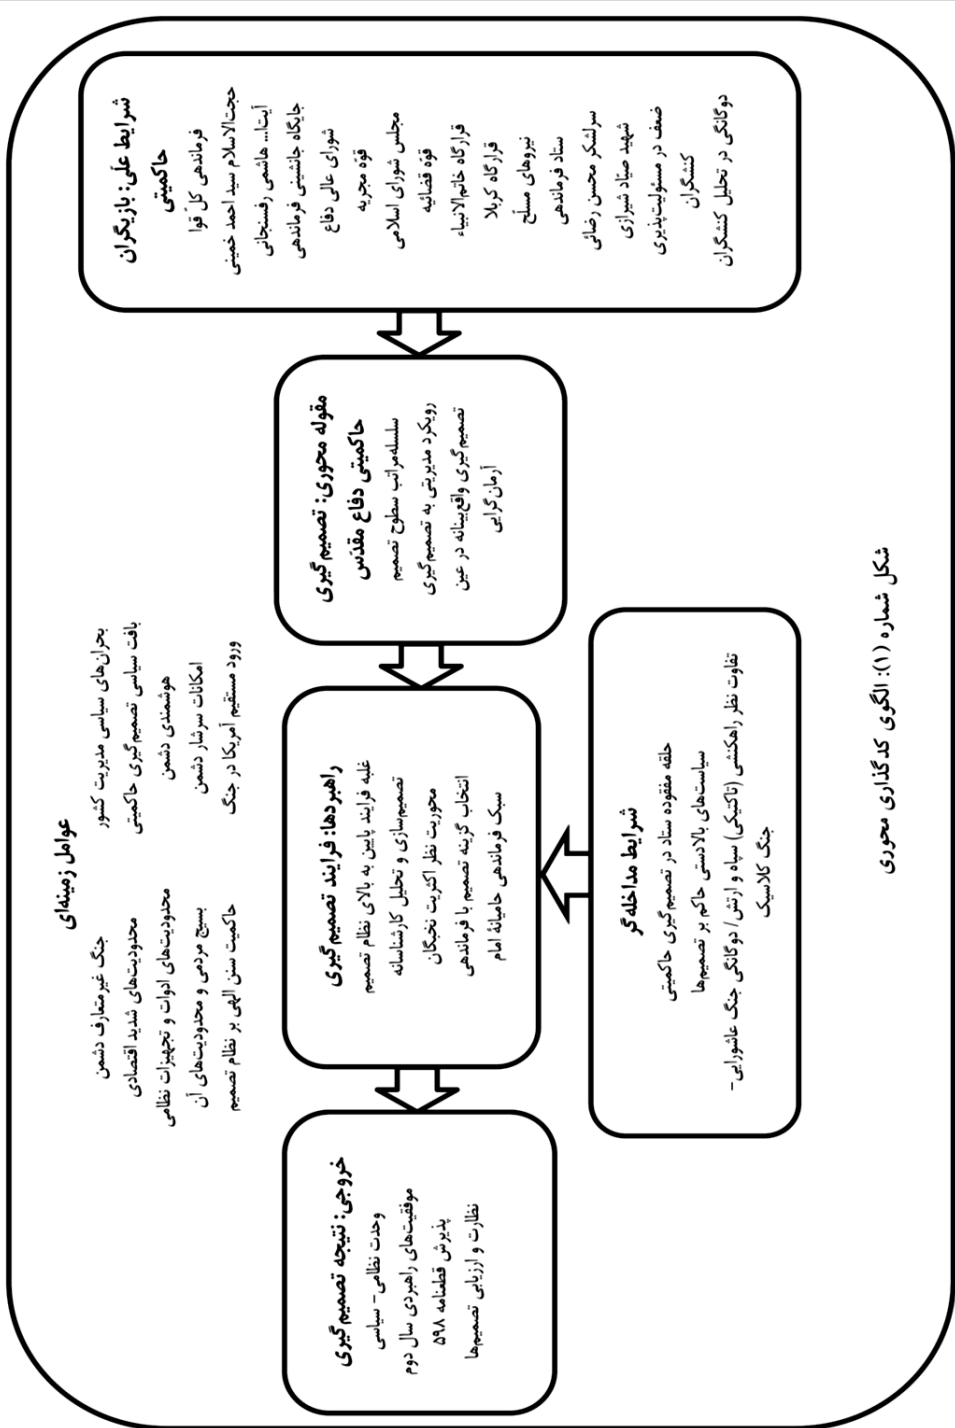 شرایط علّی: بازیگران
حاکمیتی
حجت‌الاسلام سید احمد خمینی
فرماندهی کلّ قوا
آیت‌ا... هاشمی رفسنجانی
جایگاه جانشینی فرماندهی
شورای عالی دفاع
قوّه مجریه
مجلس شورای اسلامی
قوّه قضائیه
قرارگاه خاتم‌الانبیاء
قرارگاه کربلا
نیروهای مسلّح
ستاد فرماندهی
سرلشکر محسن رضائی
شهید صیّاد شیرازی
ضعف در مسئولیت‌پذیری
کنشگران
دوگانگی در تحلیل کنشگران
مقوله محوری: تصمیم‌گیری
حاکمیتی دفاع مقدّس
سلسله‌مراتب سطوح تصمیم
رویکرد مدیریتی به تصمیم‌گیری
تصمیم‌گیری واقع‌بینانه در عین
آرمان‌گرایی
عوامل زمینه‌ای
بحران‌های سیاسی مدیریت کشور
بافت سیاسی تصمیم‌گیری حاکمیتی
هوشمندی دشمن
امکانات سرشار دشمن
ورود مستقیم آمریکا در جنگ
جنگ غیرمتعارف دشمن
محدودیت‌های شدید اقتصادی
محدودیت‌های ادوات و تجهیزات نظامی
بسیج مردمی و محدودیت‌های آن
حاکمیت سنن الهی بر نظام تصمیم
راهبردها: فرایند تصمیم‌گیری
غلبه فرایند پایین به بالای نظام تصمیم
تصمیم‌سازی و تحلیل کارشناسانه
محوریت نظر اکثریت نخبگان
انتخاب گزینه تصمیم با فرماندهی
سبک فرماندهی حامیانۀ امام
شرایط مداخله‌گر
حلقه مفقوده ستاد در تصمیم‌گیری حاکمیتی
سیاست‌های بالادستی حاکم بر تصمیم‌ها
تفاوت نظر راهکنشی (تاکتیکی) سپاه و ارتش/ دوگانگی جنگ عاشورایی-
جنگ کلاسیک
خروجی: نتیجه تصمیم‌گیری
وحدت نظامی- سیاسی
موفقیت‌های راهبردی سال دوم
پذیرش قطعنامه ۵۹۸
نظارت و ارزیابی تصمیم‌ها
شکل شماره (۱): الگوی کدگذاری محوری